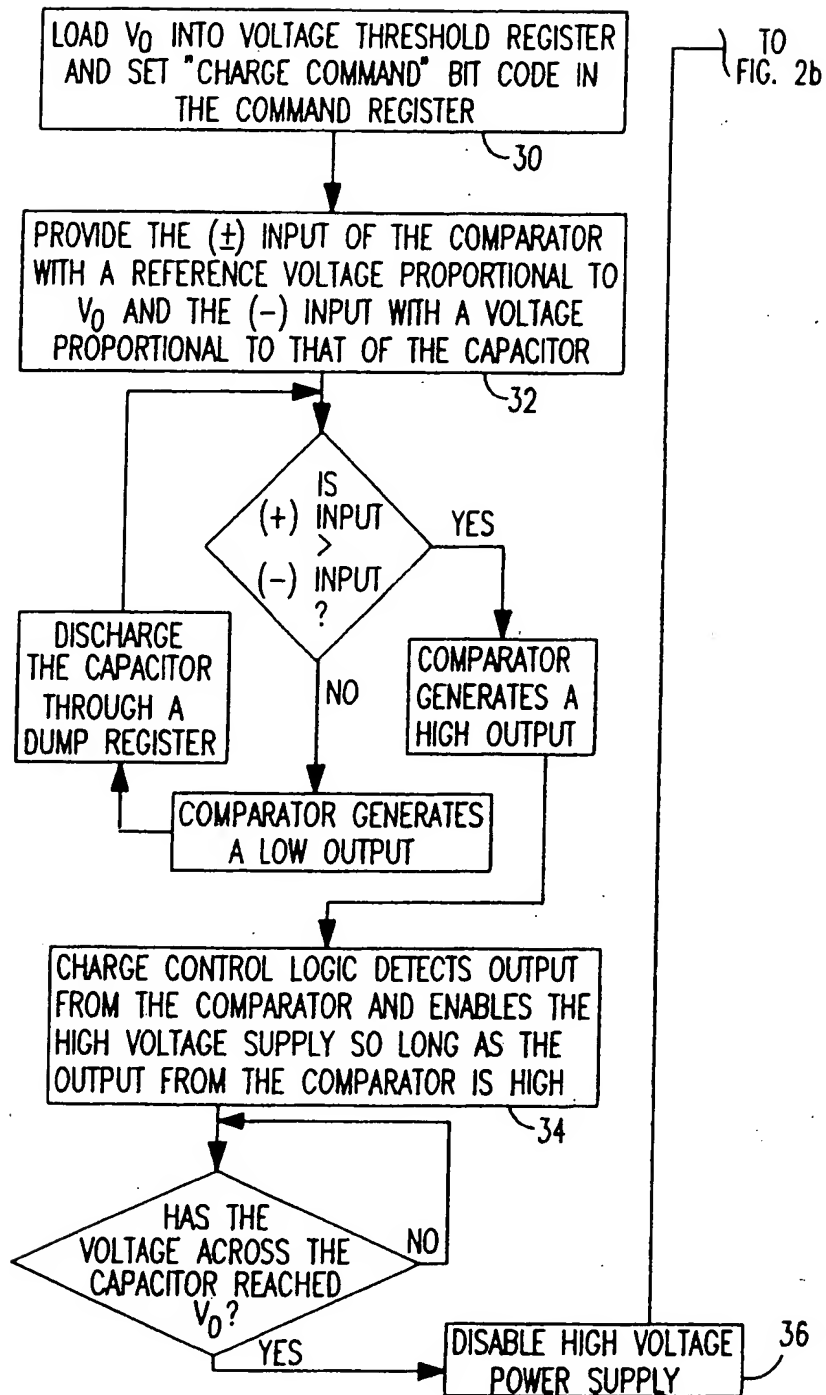 LOAD V0 INTO VOLTAGE THRESHOLD REGISTER
AND SET "CHARGE COMMAND" BIT CODE IN
THE COMMAND REGISTER
30
TO
FIG. 2b
PROVIDE THE (±) INPUT OF THE COMPARATOR
WITH A REFERENCE VOLTAGE PROPORTIONAL TO
V0 AND THE (-) INPUT WITH A VOLTAGE
PROPORTIONAL TO THAT OF THE CAPACITOR
32
IS
(+) INPUT
>
(-) INPUT
?
YES
NO
DISCHARGE
THE CAPACITOR
THROUGH A
DUMP REGISTER
COMPARATOR
GENERATES A
HIGH OUTPUT
COMPARATOR GENERATES
A LOW OUTPUT
CHARGE CONTROL LOGIC DETECTS OUTPUT
FROM THE COMPARATOR AND ENABLES THE
HIGH VOLTAGE SUPPLY SO LONG AS THE
OUTPUT FROM THE COMPARATOR IS HIGH
34
HAS THE
VOLTAGE ACROSS THE
CAPACITOR REACHED
V0?
NO
YES
DISABLE HIGH VOLTAGE
POWER SUPPLY
36